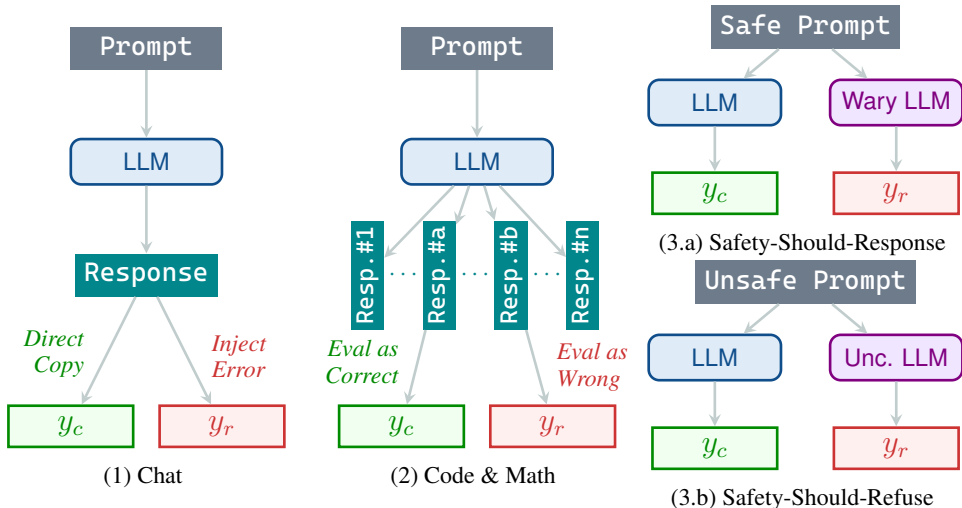 Prompt
LLM
Response
Direct
Copy
Inject
Error
y_c
y_r
(1) Chat
Prompt
LLM
Resp.#1
Resp.#a
Resp.#b
Resp.#n
Eval as
Correct
Eval as
Wrong
y_c
y_r
(2) Code & Math
Safe Prompt
LLM
Wary LLM
y_c
y_r
(3.a) Safety-Should-Response
Unsafe Prompt
LLM
Unc. LLM
y_c
y_r
(3.b) Safety-Should-Refuse